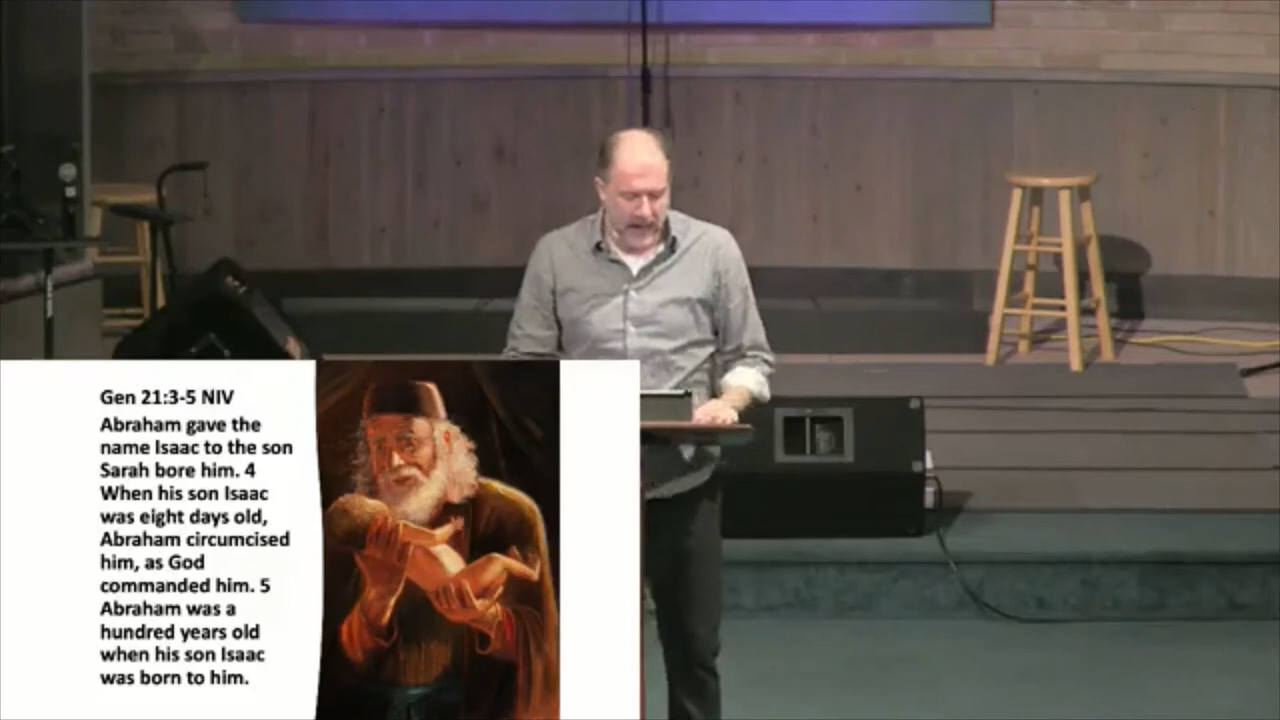 Gen 21:3-5 NIV
Abraham gave the
name Isaac to the son
Sarah bore him. 4
When his son Isaac
was eight days old,
Abraham circumcised
him, as God
commanded him. 5
Abraham was a
hundred years old
when his son Isaac
was born to him.